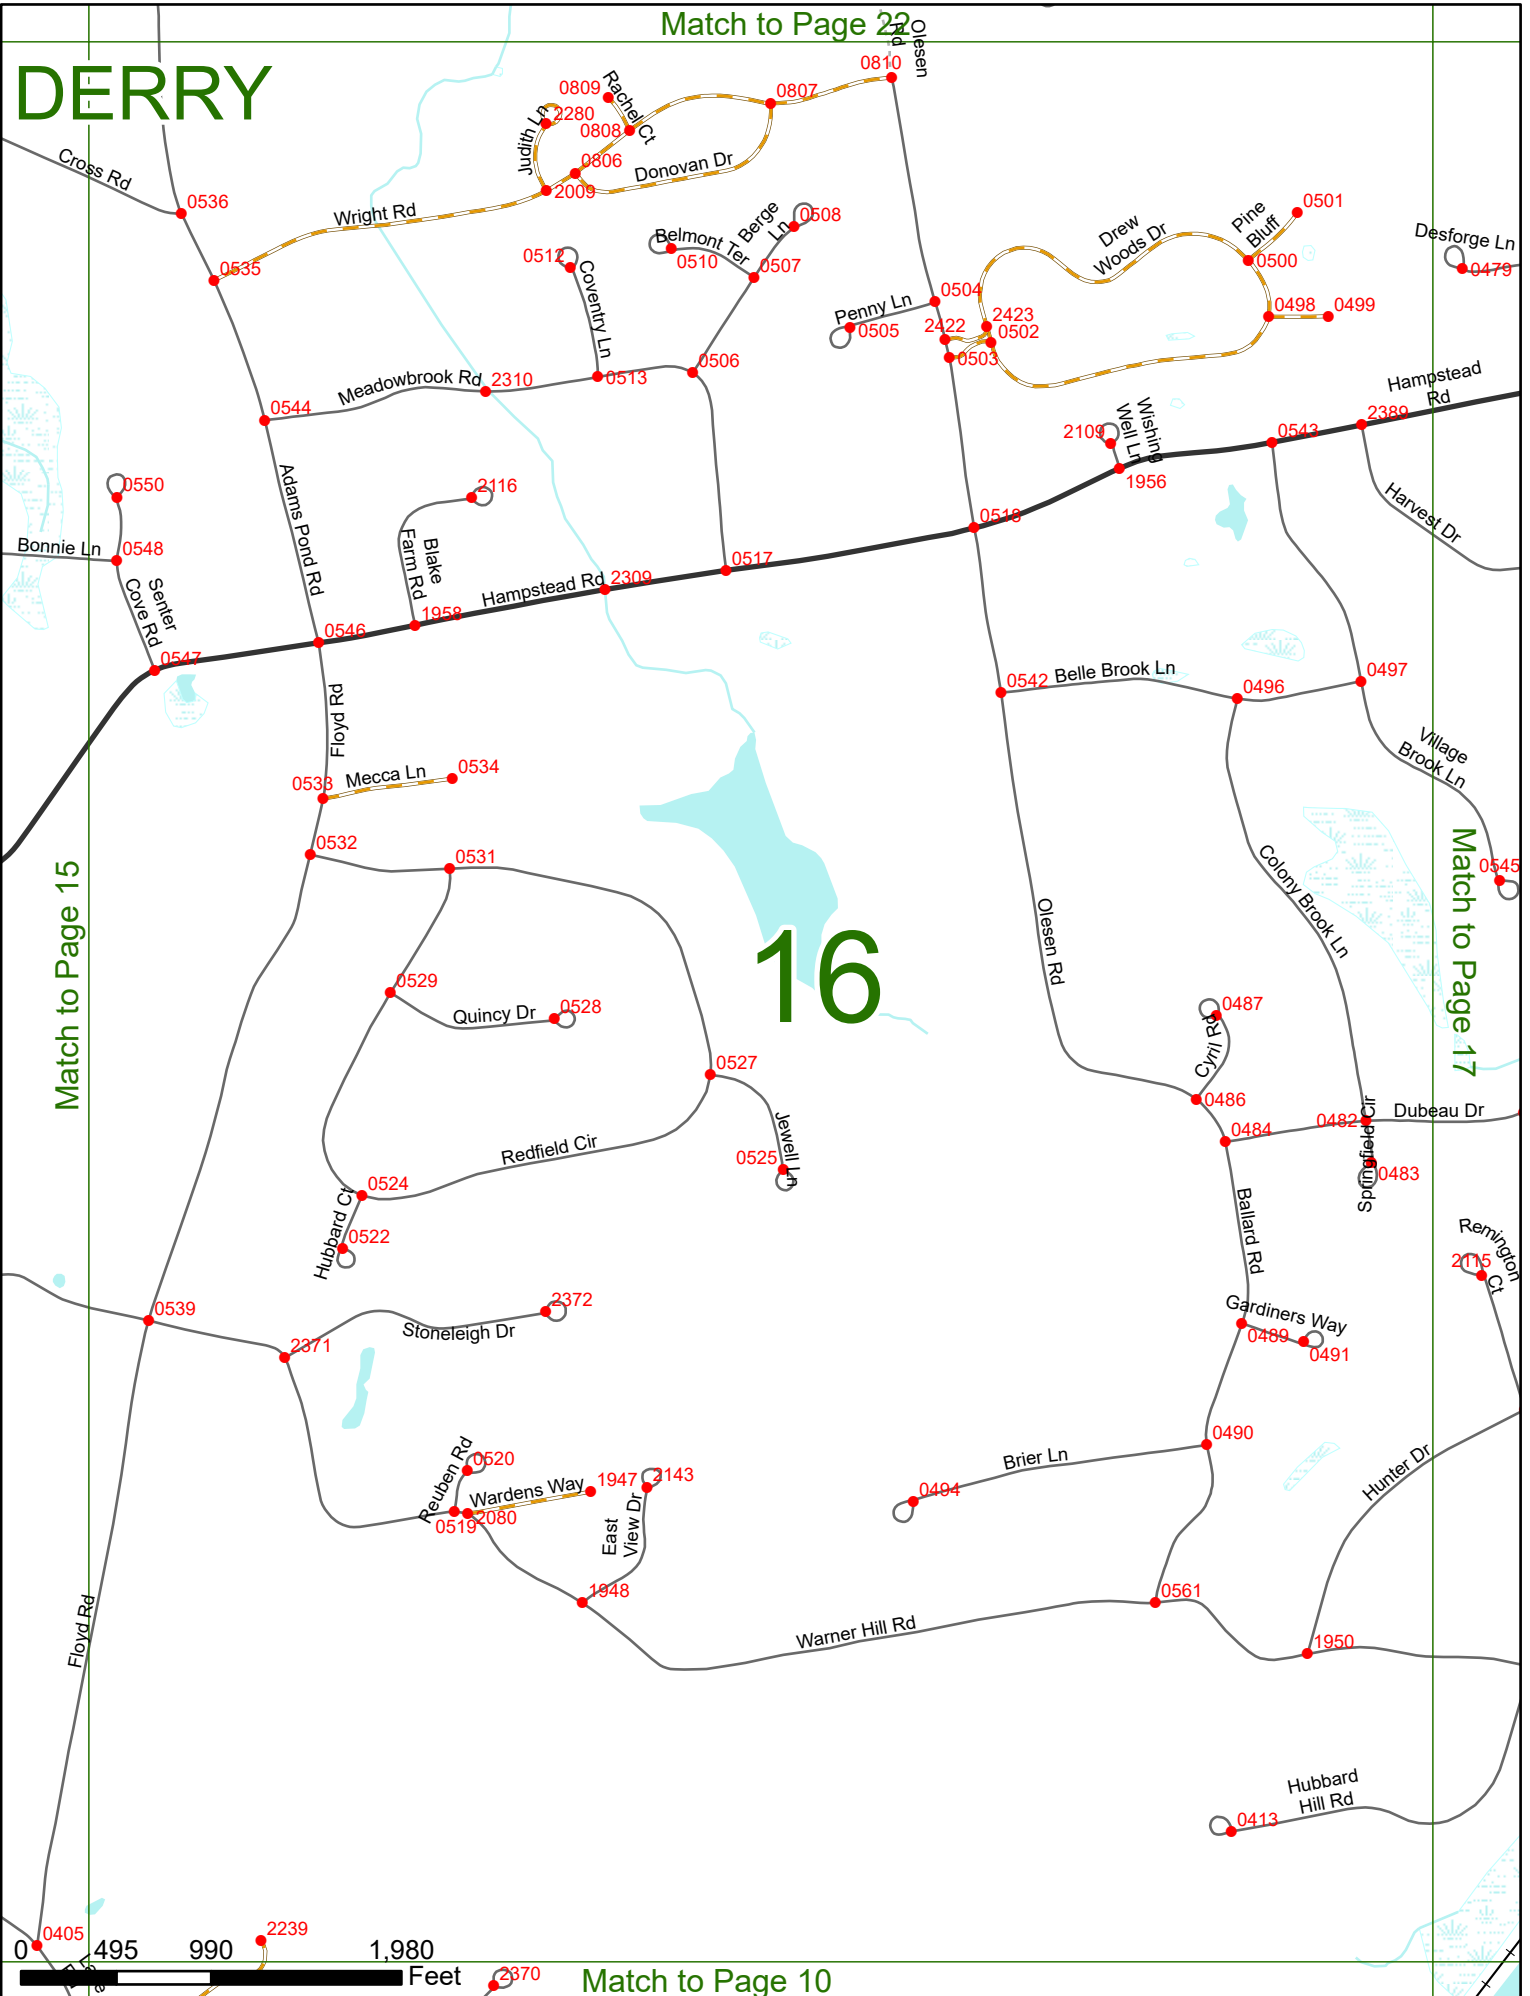 Match to Page 22
DERRY
Olesen
Rd
0810
0809
Rachel Ct
0807
2280
Judith Ln
0808
0806
Donovan Dr
2009
Cross Rd
0536
Wright Rd
0535
Berge
Ln
0508
Belmont Ter
0510
0507
0512
Coventry Ln
Drew
Woods Dr
Pine
Bluff
0501
0500
Desforge Ln
0479
0504
Penny Ln
0505
2422
2423
0502
0503
0498
0499
0506
0513
2310
Meadowbrook Rd
0544
Hampstead
Rd
2389
0543
Wishing
Well Ln
2109
1956
Harvest Dr
0550
Adams Pond Rd
2116
Blake
Farm Rd
0518
Bonnie Ln
0548
0517
Senter
Cove Rd
Hampstead Rd
2309
1958
0546
0547
Floyd Rd
0542
Belle Brook Ln
0496
0497
Village
Brook Ln
0533
Mecca Ln
0534
0532
0531
0545
Match to Page 15
Match to Page 17
Colony Brook Ln
Olesen Rd
16
0529
Quincy Dr
0528
0487
Cyril Rd
0527
0486
0484
0482
Dubeau Dr
Springfield Cir
0483
Jewell Ln
0525
Redfield Cir
0524
Hubbard Ct
0522
Ballard Rd
Remington
Ct
2115
0539
2372
Stoneleigh Dr
2371
Gardiners Way
0489
0491
0490
Brier Ln
0494
Hunter Dr
Reuben Rd
0520
Wardens Way
1947
2143
0519
2080
East
View Dr
1948
0561
Warner Hill Rd
1950
Floyd Rd
Hubbard
Hill Rd
0413
0405
2239
0
495
990
1,980
Feet
2370
Match to Page 10